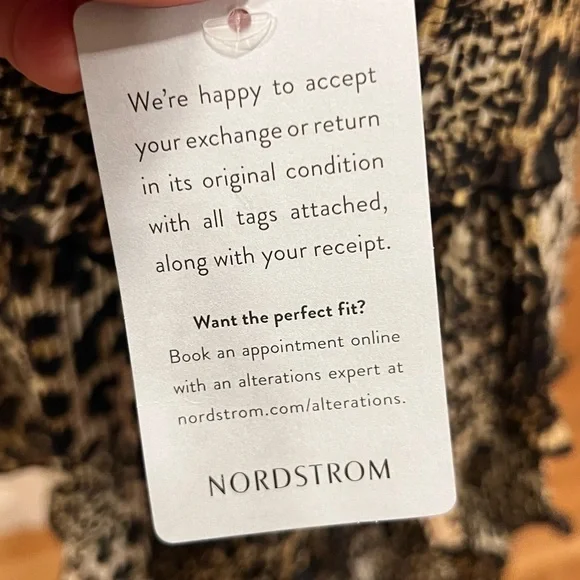 We're happy to accept
your exchange or return
in its original condition
with all tags attached,
along with your receipt.
Want the perfect fit?
Book an appointment online
with an alterations expert at
nordstrom.com/alterations.
NORDSTROM